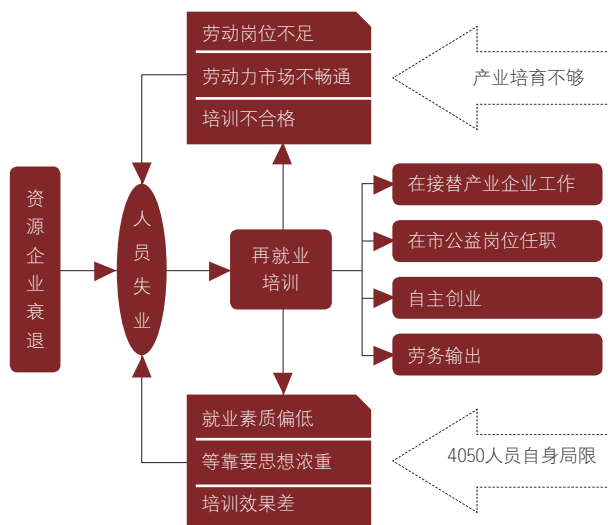 劳动岗位不足
劳动力市场不畅通
培训不合格
产业培育不够
资源企业衰退
人员失业
再就业
培训
在接替产业企业工作
在市公益岗位任职
自主创业
劳务输出
就业素质偏低
等靠要思想浓重
培训效果差
4050人员自身局限